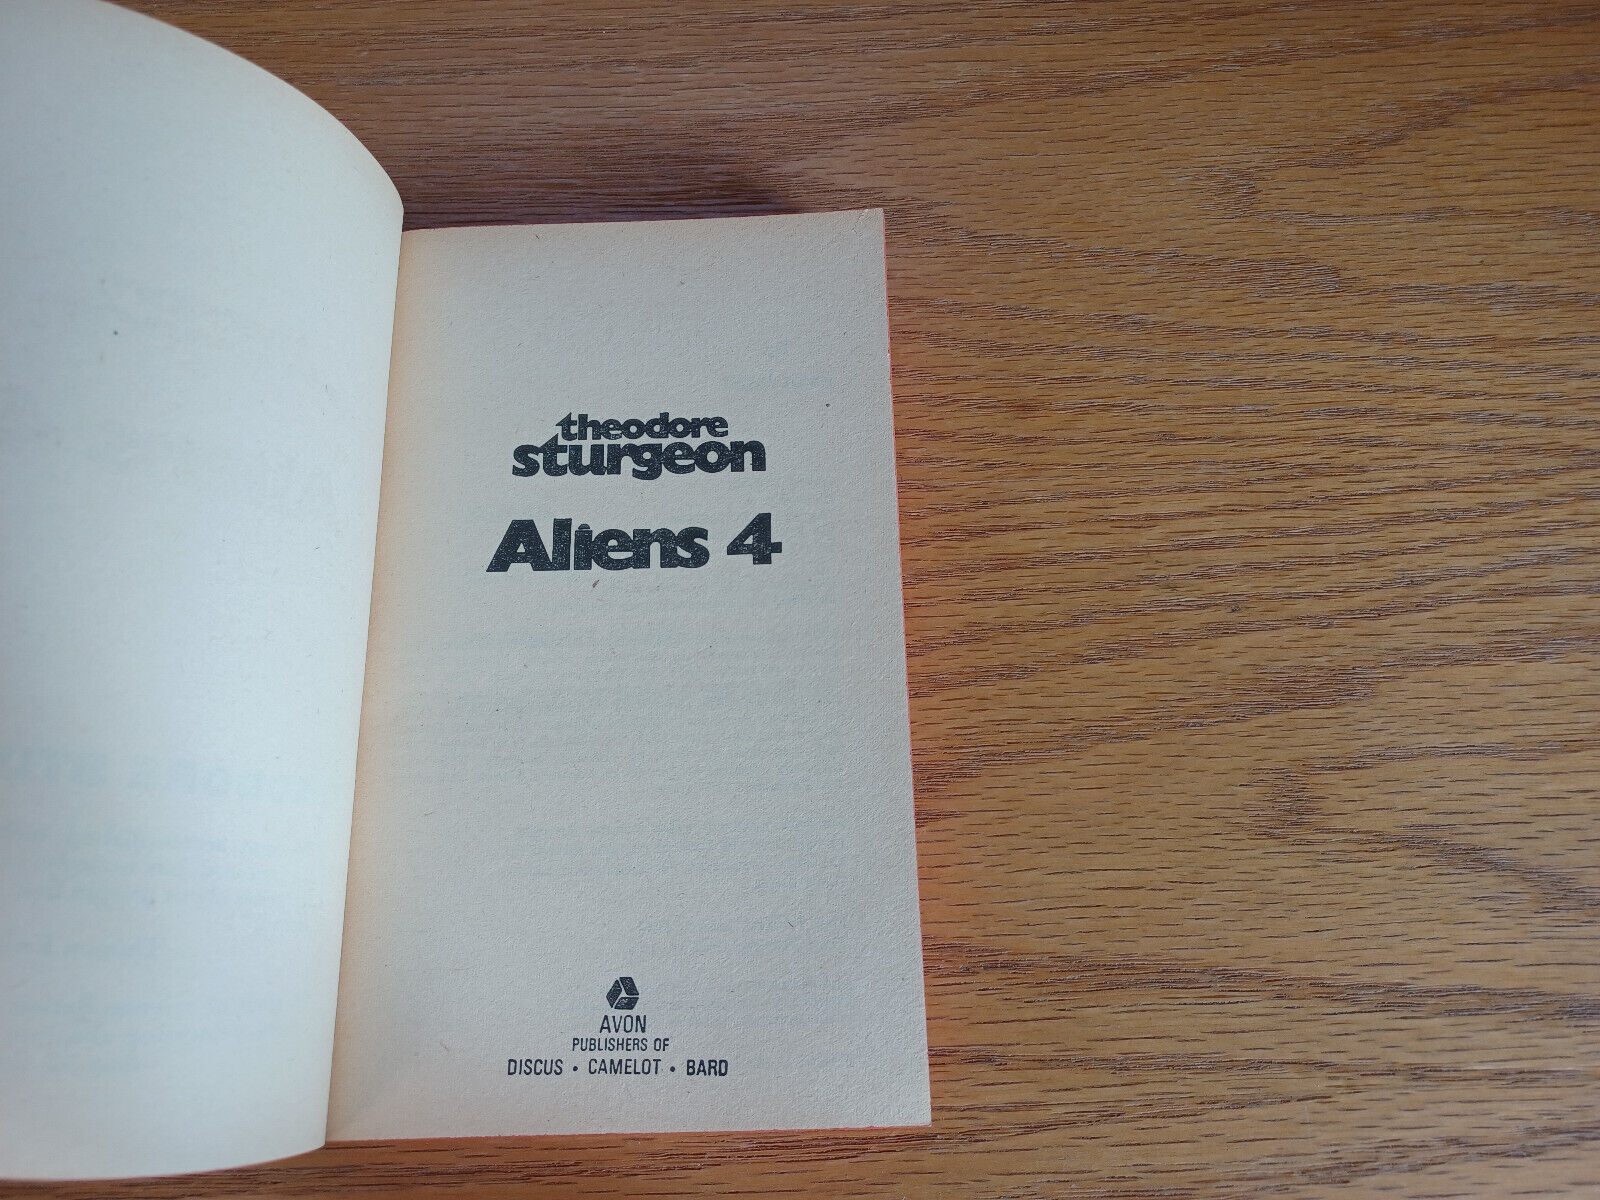 theodore
sturgeon
Aliens 4
AVON
PUBLISHERS OF
DISCUS • CAMELOT • BARD